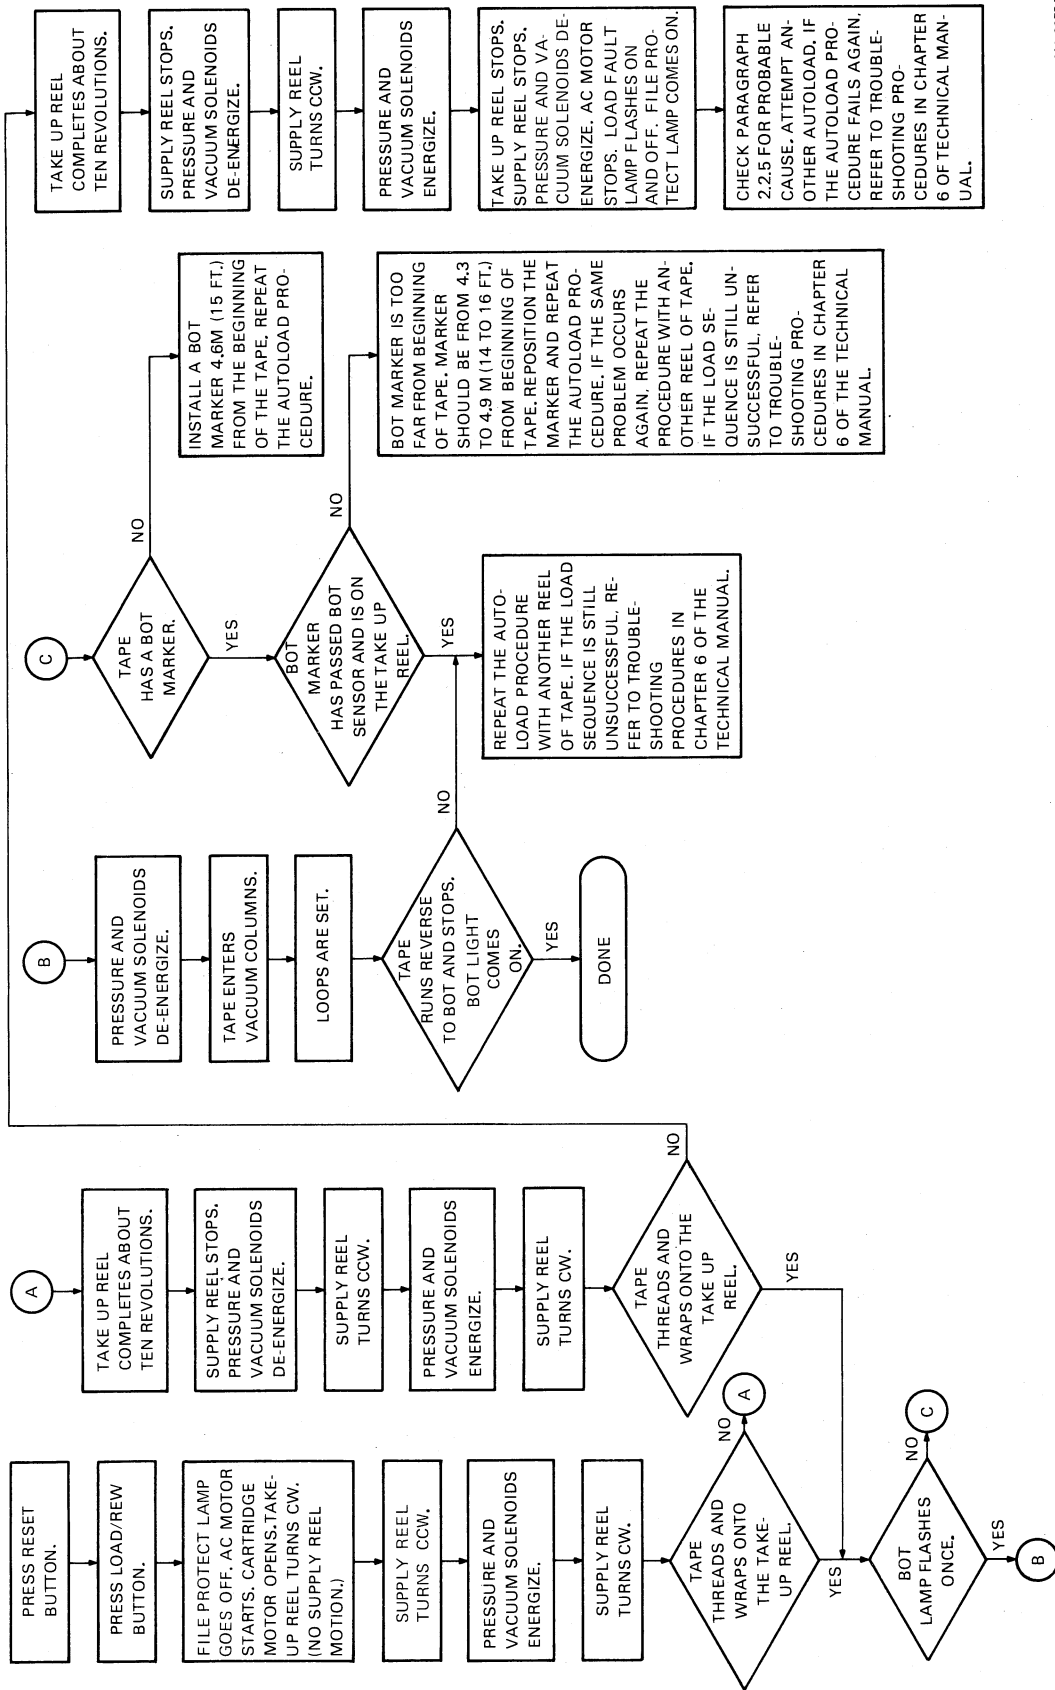 PRESS RESET
BUTTON.
PRESS LOAD/REW
BUTTON.
FILE PROTECT LAMP
GOES OFF. AC MOTOR
STARTS. CARTRIDGE
MOTOR OPENS. TAKE-
UP REEL TURNS CW.
(NO SUPPLY REEL
MOTION.)
SUPPLY REEL
TURNS CCW.
PRESSURE AND
VACUUM SOLENOIDS
ENERGIZE.
SUPPLY REEL
TURNS CW.
TAPE
THREADS AND
WRAPS ONTO
THE TAKE-
UP REEL.
NO
A
YES
BOT
LAMP FLASHES
ONCE.
NO
C
YES
B
A
TAKE UP REEL
COMPLETES ABOUT
TEN REVOLUTIONS.
SUPPLY REEL STOPS.
PRESSURE AND
VACUUM SOLENOIDS
DE-ENERGIZE.
SUPPLY REEL
TURNS CCW.
PRESSURE AND
VACUUM SOLENOIDS
ENERGIZE.
SUPPLY REEL
TURNS CW.
TAPE
THREADS AND
WRAPS ONTO THE
TAKE UP
REEL.
NO
YES
B
PRESSURE AND
VACUUM SOLENOIDS
DE-ENERGIZE.
TAPE ENTERS
VACUUM COLUMNS.
LOOPS ARE SET.
TAPE
RUNS REVERSE
TO BOT AND STOPS.
BOT LIGHT
COMES
ON.
NO
YES
DONE
C
TAPE
HAS A BOT
MARKER.
NO
YES
BOT
MARKER
HAS PASSED BOT
SENSOR AND IS ON
THE TAKE UP
REEL.
NO
YES
REPEAT THE AUTO-
LOAD PROCEDURE
WITH ANOTHER REEL
OF TAPE. IF THE LOAD
SEQUENCE IS STILL
UNSUCCESSFUL, RE-
FER TO TROUBLE-
SHOOTING
PROCEDURES IN
CHAPTER 6 OF THE
TECHNICAL MANUAL.
INSTALL A BOT
MARKER 4.6M (15 FT.)
FROM THE BEGINNING
OF THE TAPE. REPEAT
THE AUTOLOAD PRO-
CEDURE.
BOT MARKER IS TOO
FAR FROM BEGINNING
OF TAPE. MARKER
SHOULD BE FROM 4.3
TO 4.9 M (14 TO 16 FT.)
FROM BEGINNING OF
TAPE. REPOSITION THE
MARKER AND REPEAT
THE AUTOLOAD PRO-
CEDURE. IF THE SAME
PROBLEM OCCURS
AGAIN, REPEAT THE
PROCEDURE WITH AN-
OTHER REEL OF TAPE.
IF THE LOAD SE-
QUENCE IS STILL UN-
SUCCESSFUL, REFER
TO TROUBLE-
SHOOTING PRO-
CEDURES IN CHAPTER
6 OF THE TECHNICAL
MANUAL.
TAKE UP REEL
COMPLETES ABOUT
TEN REVOLUTIONS.
SUPPLY REEL STOPS.
PRESSURE AND
VACUUM SOLENOIDS
DE-ENERGIZE.
SUPPLY REEL
TURNS CCW.
PRESSURE AND
VACUUM SOLENOIDS
ENERGIZE.
TAKE UP REEL STOPS.
SUPPLY REEL STOPS.
PRESSURE AND VA-
CUUM SOLENOIDS DE-
ENERGIZE. AC MOTOR
STOPS. LOAD FAULT
LAMP FLASHES ON
AND OFF. FILE PRO-
TECT LAMP COMES ON.
CHECK PARAGRAPH
2.2.5 FOR PROBABLE
CAUSE. ATTEMPT AN-
OTHER AUTOLOAD. IF
THE AUTOLOAD PRO-
CEDURE FAILS AGAIN,
REFER TO TROUBLE-
SHOOTING PRO-
CEDURES IN CHAPTER
6 OF TECHNICAL MAN-
UAL.